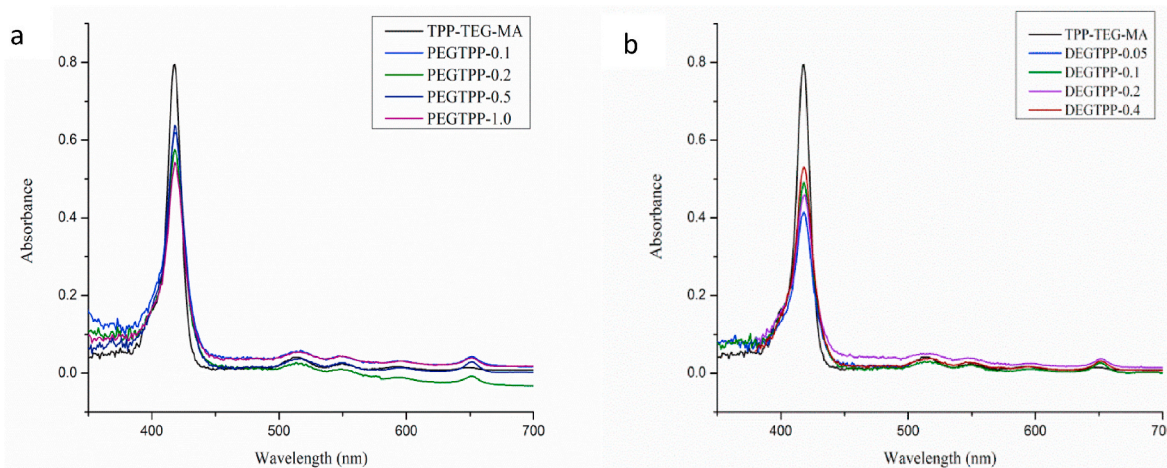 a
TPP-TEG-MA
PEGTPP-0.1
PEGTPP-0.2
PEGTPP-0.5
PEGTPP-1.0
0.8
0.6
0.4
0.2
0.0
Absorbance
400
500
600
700
Wavelength (nm)
b
TPP-TEG-MA
DEGTPP-0.05
DEGTPP-0.1
DEGTPP-0.2
DEGTPP-0.4
0.8
0.6
0.4
0.2
0.0
Absorbance
400
500
600
700
Wavelength (nm)